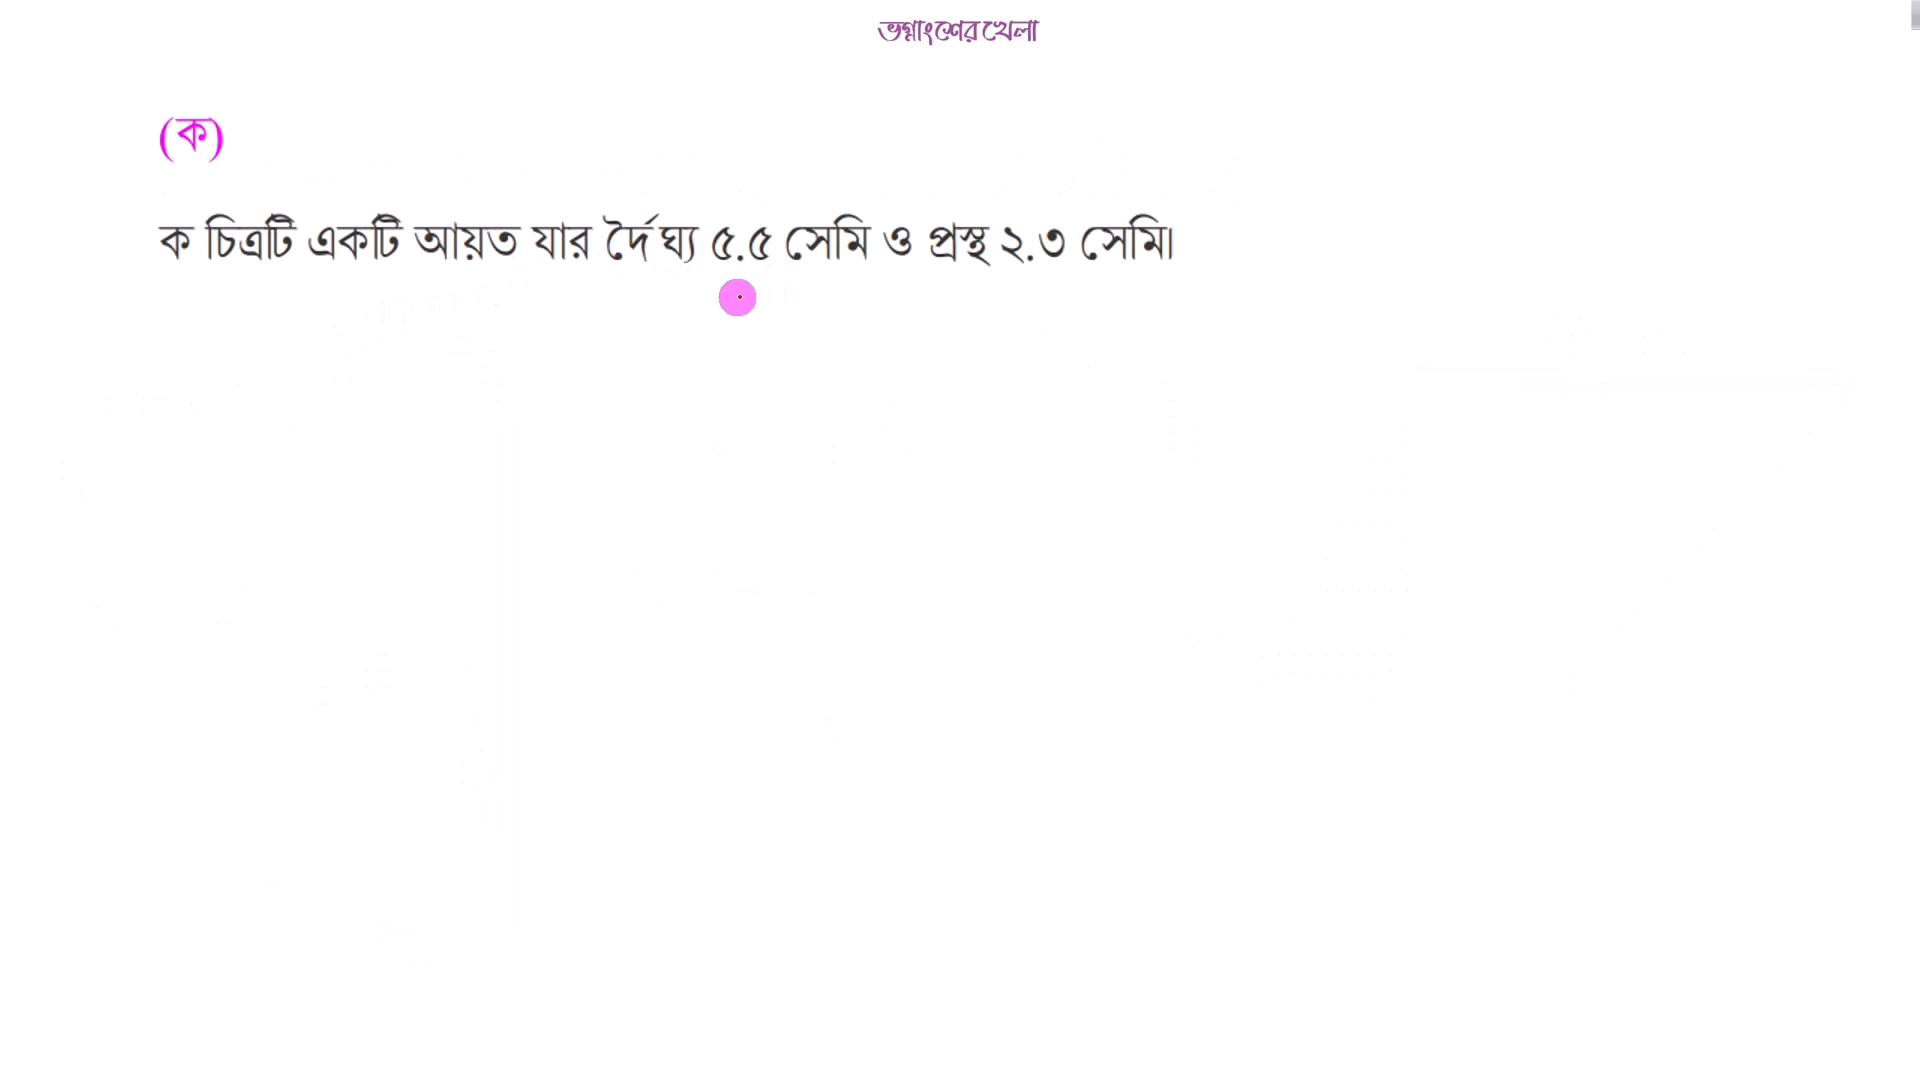 ভগ্নাংশের খেলা
(ক)
ক চিত্রটি একটি আয়ত যার দৈর্ঘ্য ৫.৫ সেমি ও প্রস্থ ২.৩ সেমি।